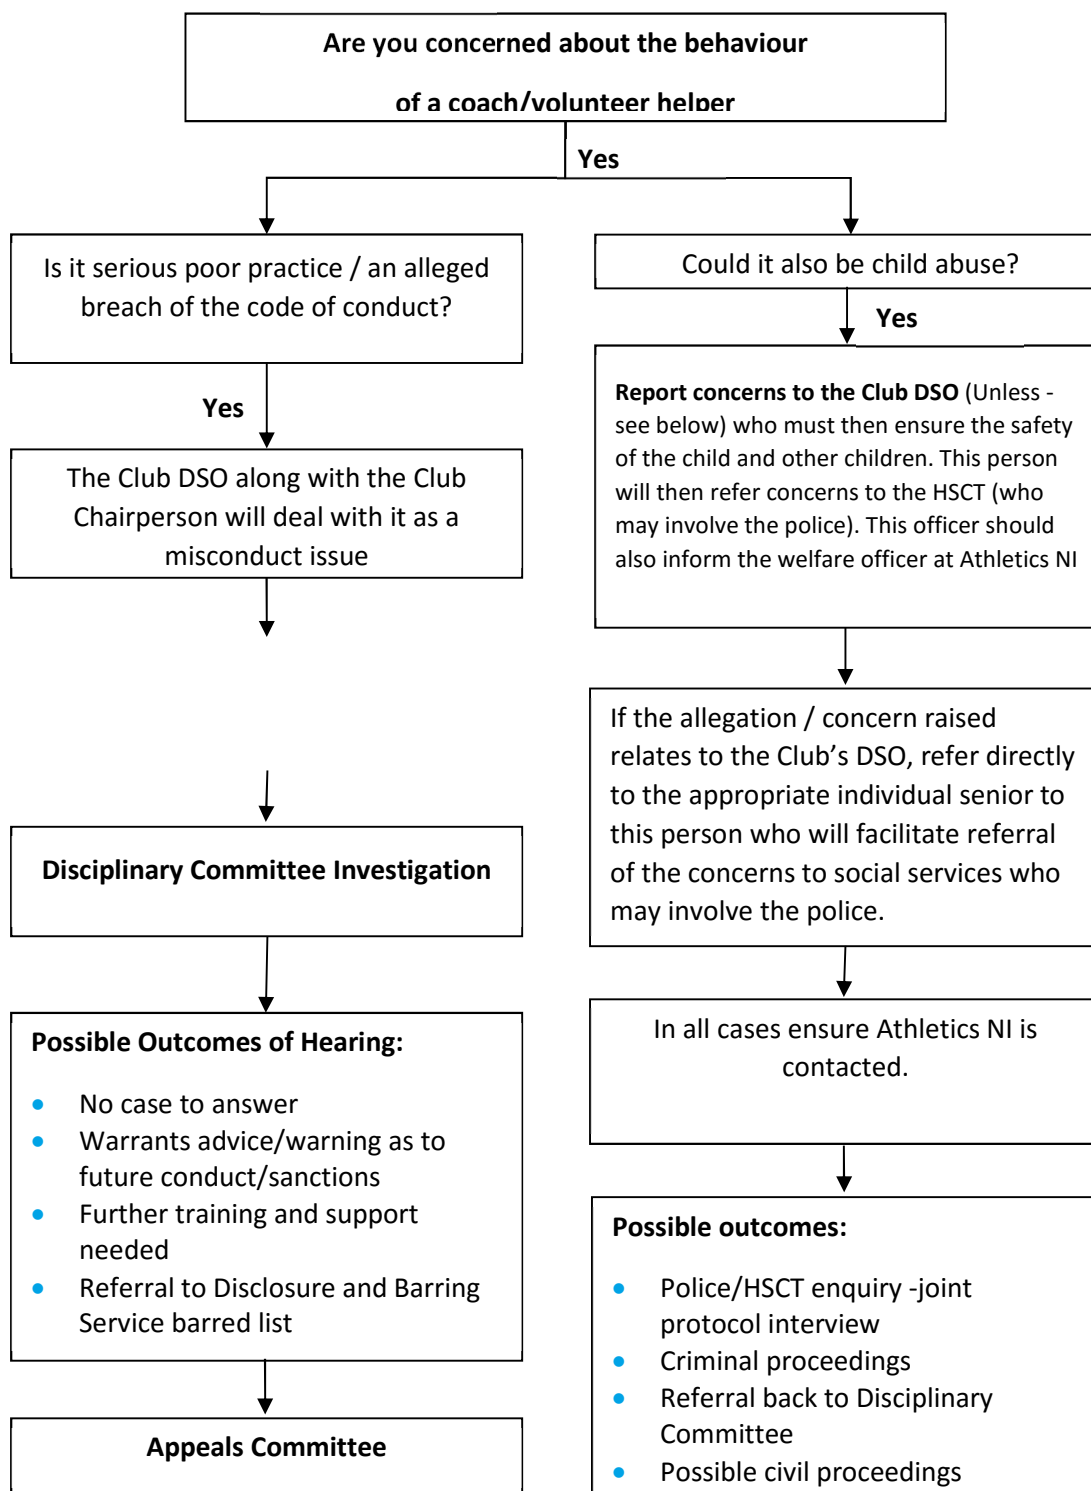 Are you concerned about the behaviour
of a coach/volunteer helper
Yes
Is it serious poor practice / an alleged
breach of the code of conduct?
Yes
The Club DSO along with the Club
Chairperson will deal with it as a
misconduct issue
Disciplinary Committee Investigation
Possible Outcomes of Hearing:
• No case to answer
• Warrants advice/warning as to
future conduct/sanctions
• Further training and support
needed
• Referral to Disclosure and Barring
Service barred list
Appeals Committee
Could it also be child abuse?
Yes
Report concerns to the Club DSO (Unless -
see below) who must then ensure the safety
of the child and other children. This person
will then refer concerns to the HSCT (who
may involve the police). This officer should
also inform the welfare officer at Athletics NI
If the allegation / concern raised
relates to the Club’s DSO, refer directly
to the appropriate individual senior to
this person who will facilitate referral
of the concerns to social services who
may involve the police.
In all cases ensure Athletics NI is
contacted.
Possible outcomes:
• Police/HSCT enquiry -joint
protocol interview
• Criminal proceedings
• Referral back to Disciplinary
Committee
• Possible civil proceedings